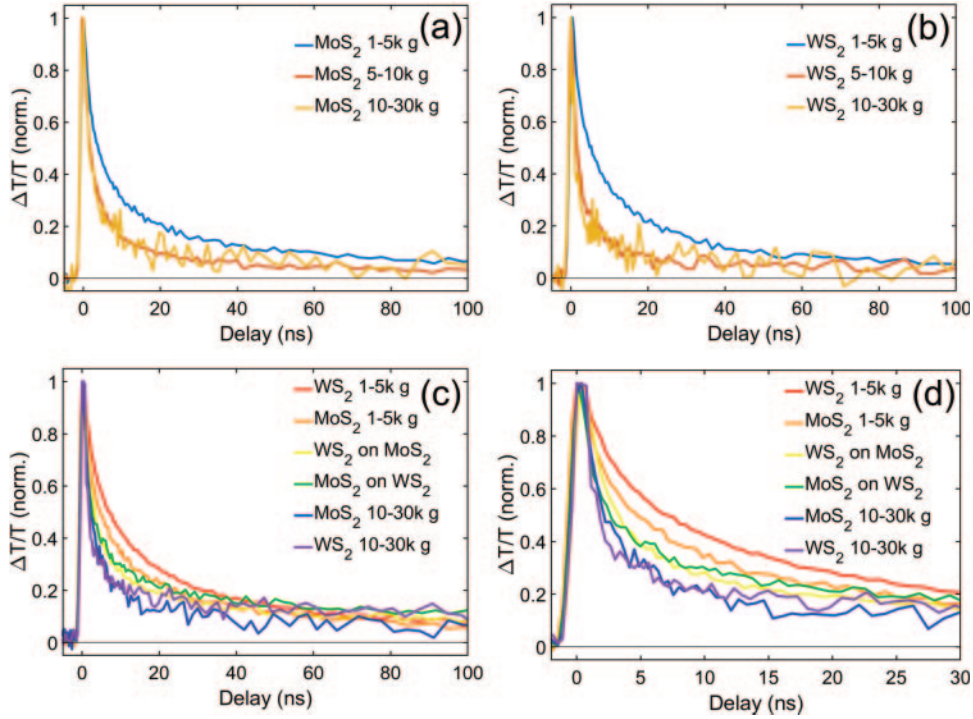 (a)
MoS2 1-5k g
MoS2 5-10k g
MoS2 10-30k g
ΔT/T (norm.)
1
0.8
0.6
0.4
0.2
0
0 20 40 60 80 100
Delay (ns)
(b)
WS2 1-5k g
WS2 5-10k g
WS2 10-30k g
ΔT/T (norm.)
1
0.8
0.6
0.4
0.2
0
0 20 40 60 80 100
Delay (ns)
(c)
WS2 1-5k g
MoS2 1-5k g
WS2 on MoS2
MoS2 on WS2
MoS2 10-30k g
WS2 10-30k g
ΔT/T (norm.)
1
0.8
0.6
0.4
0.2
0
0 20 40 60 80 100
Delay (ns)
(d)
WS2 1-5k g
MoS2 1-5k g
WS2 on MoS2
MoS2 on WS2
MoS2 10-30k g
WS2 10-30k g
ΔT/T (norm.)
1
0.8
0.6
0.4
0.2
0
0 5 10 15 20 25 30
Delay (ns)